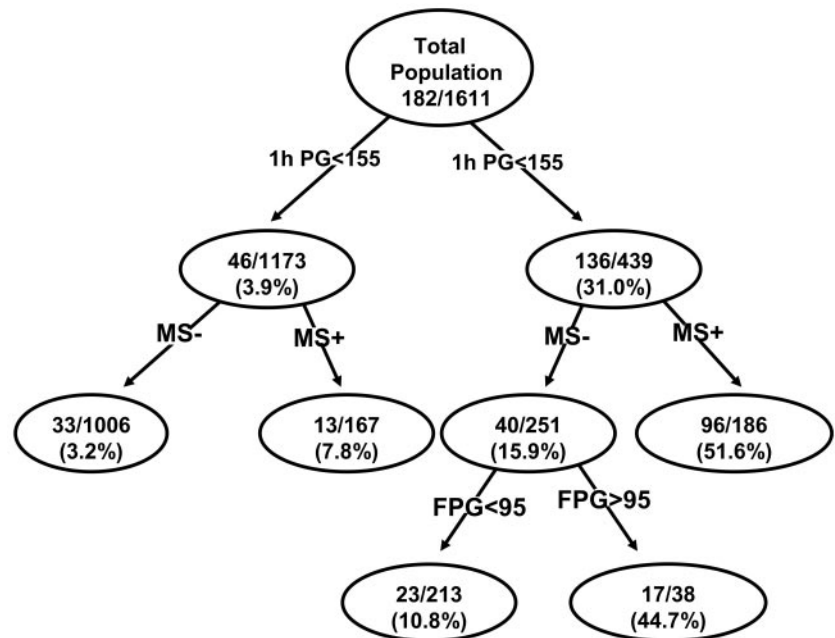 Total
Population
182/1611
1h PG<155
1h PG<155
46/1173
(3.9%)
136/439
(31.0%)
MS-
MS+
MS-
MS+
33/1006
(3.2%)
13/167
(7.8%)
40/251
(15.9%)
96/186
(51.6%)
FPG<95
FPG>95
23/213
(10.8%)
17/38
(44.7%)